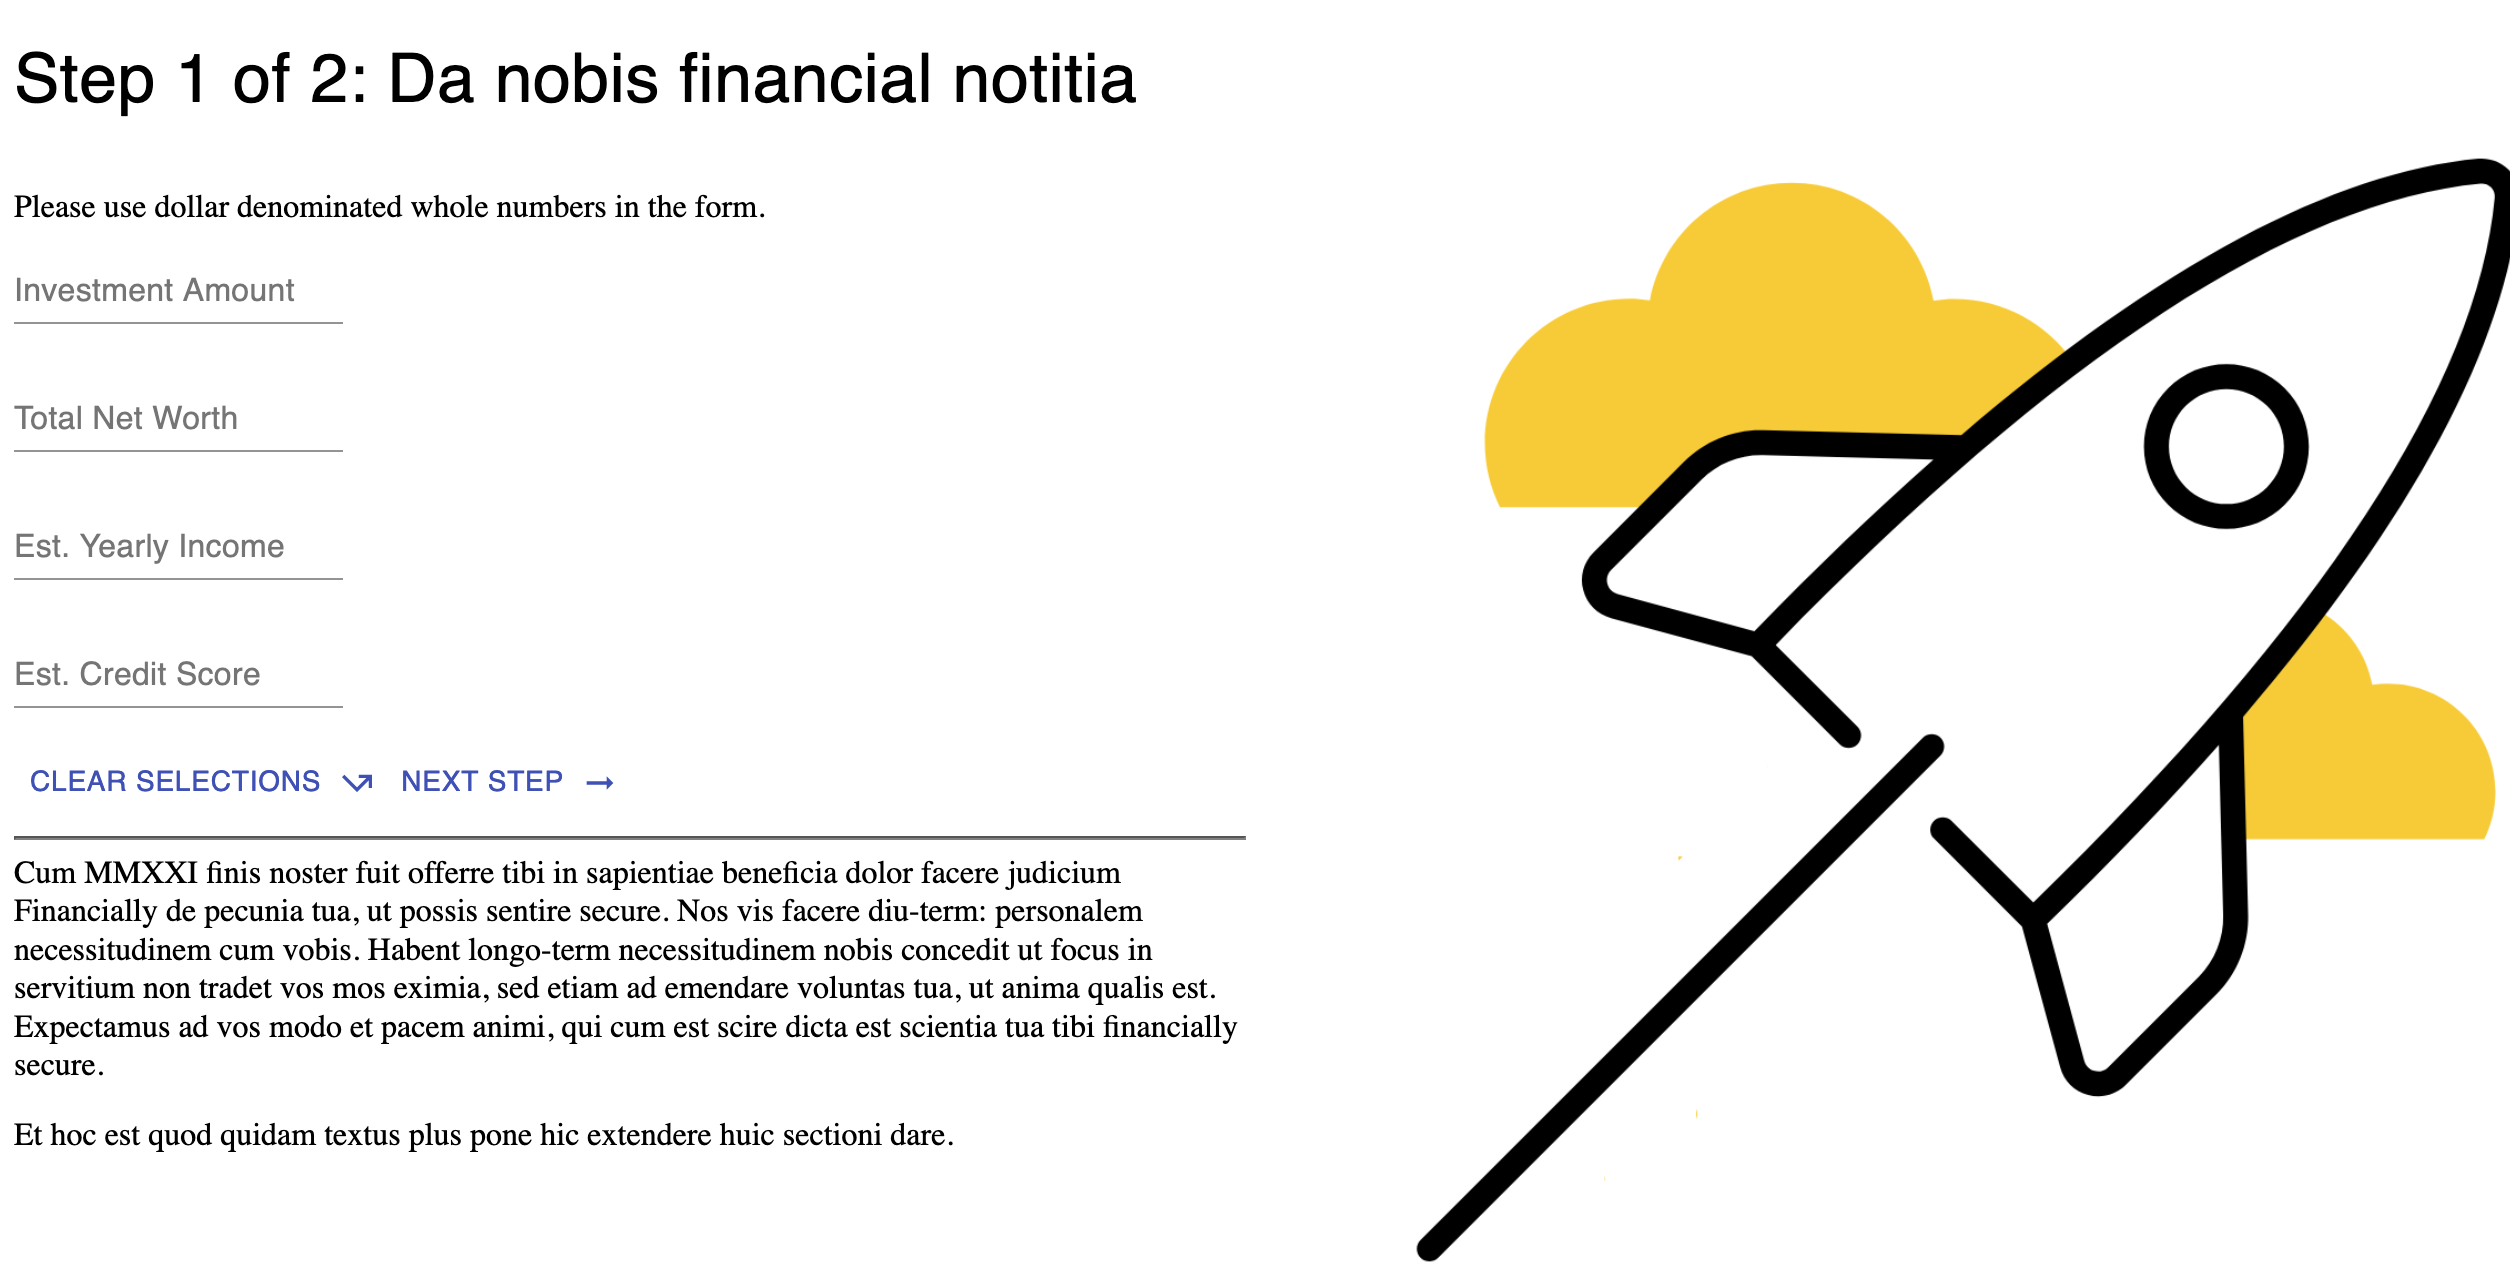 Step 1 of 2: Da nobis financial notitia
Please use dollar denominated whole numbers in the form.
Investment Amount
Total Net Worth
Est. Yearly Income
Est. Credit Score
CLEAR SELECTIONS NEXT STEP →
Cum MMXXI finis noster fuit offerre tibi in sapientiae beneficia dolor facere judicium
Financially de pecunia tua, ut possis sentire secure. Nos vis facere diu-term: personalem
necessitudinem cum vobis. Habent longo-term necessitudinem nobis concedit ut focus in
servitium non tradet vos mos eximia, sed etiam ad emendare voluntas tua, ut anima qualis est.
Expectamus ad vos modo et pacem animi, qui cum est scire dicta est scientia tua tibi financially
secure.
Et hoc est quod quidam textus plus pone hic extendere huic sectioni dare.